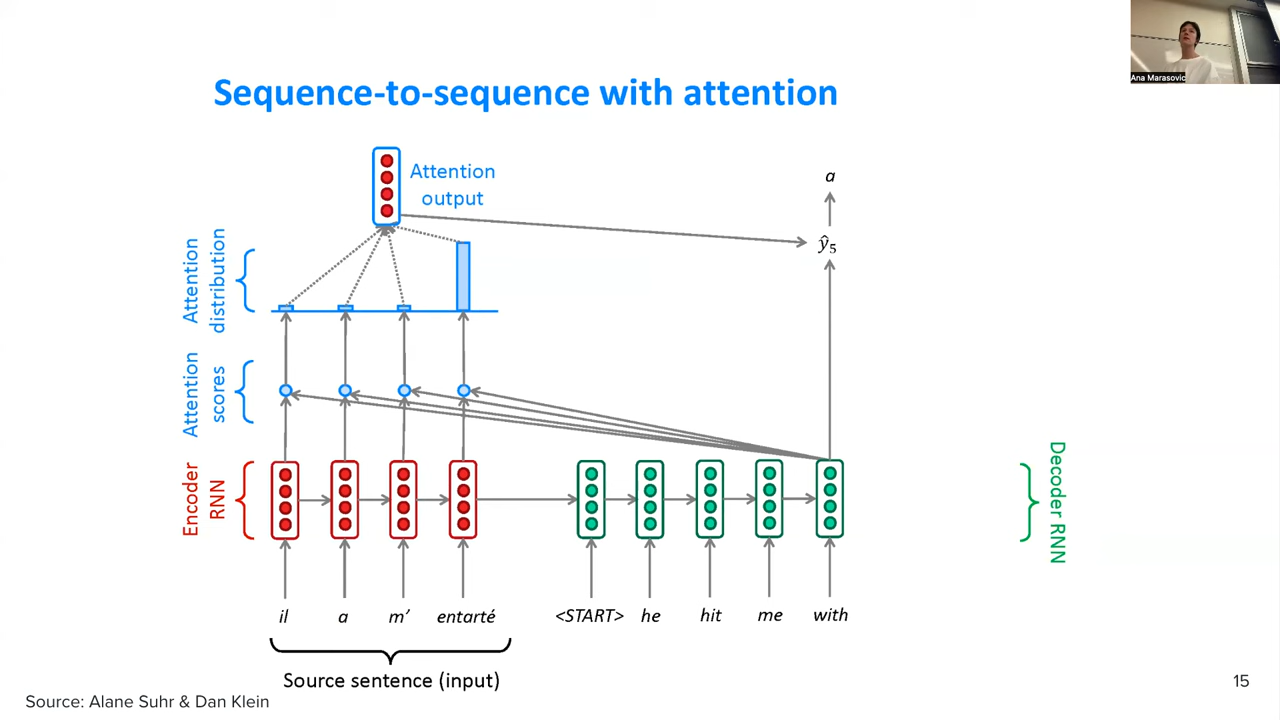 Ana Marasovic
Sequence-to-sequence with attention
Attention
output
a
ŷ5
Attention
distribution
Attention
scores
Encoder
RNN
Decoder RNN
il a m’ entarté <START> he hit me with
Source sentence (input)
15
Source: Alane Suhr & Dan Klein